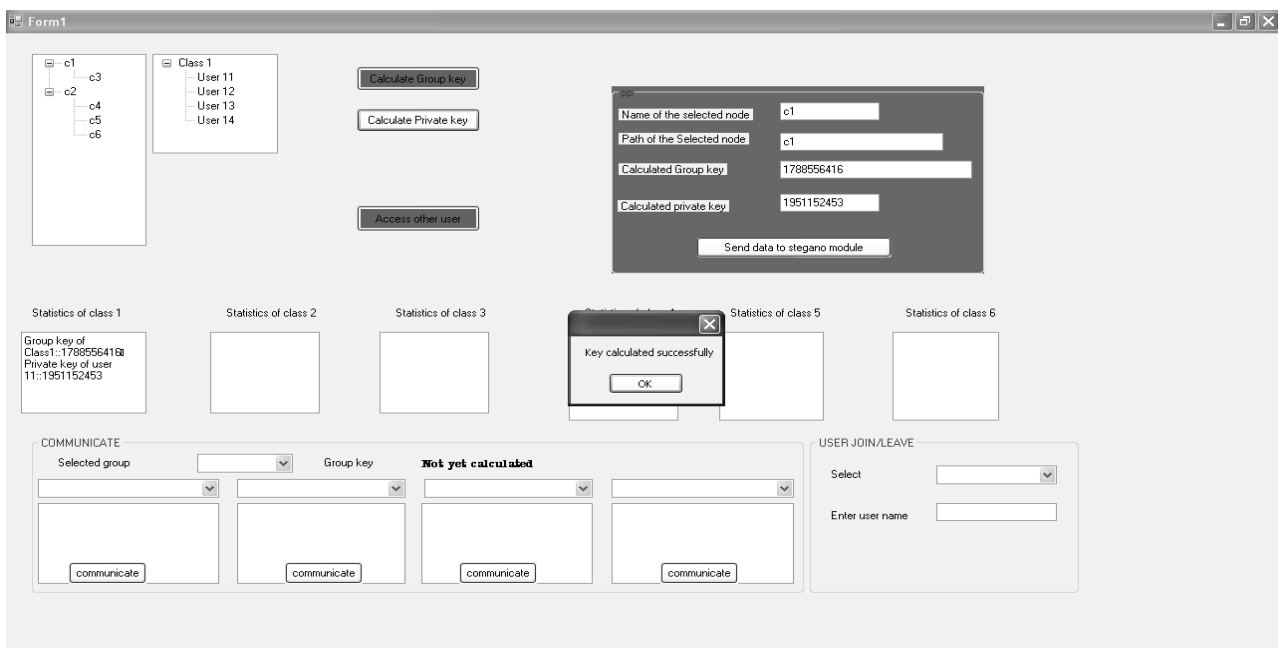 Form1
c1
c3
c2
c4
c5
c6
Class 1
User 11
User 12
User 13
User 14
Calculate Group key
Calculate Private key
Access other user
PP
Name of the selected node
c1
Path of the Selected node
c1
Calculated Group key
1788556416
Calculated private key
1951152453
Send data to stegano module
Statistics of class 1
Statistics of class 2
Statistics of class 3
Statistics of class 5
Statistics of class 6
Group key of
Class1::1788556416
Private key of user
11::1951152453
Key calculated successfully
OK
COMMUNICATE
Selected group
Group key
Not yet calculated
communicate
communicate
communicate
communicate
USER JOIN/LEAVE
Select
Enter user name